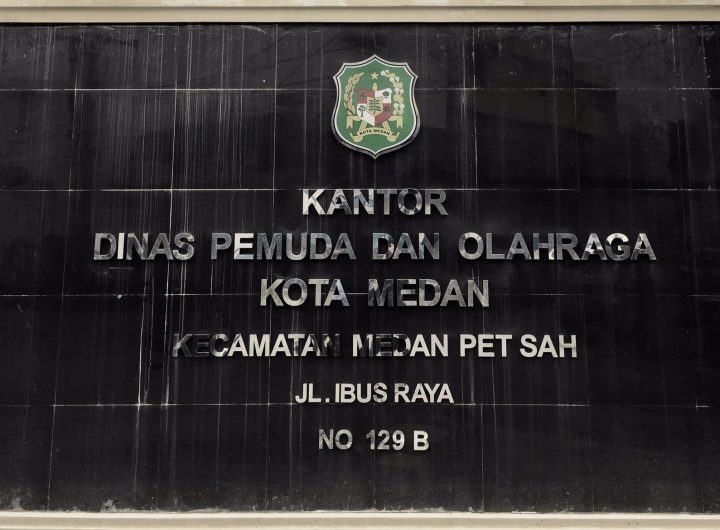 KOTA MEDAN
KANTOR
DINAS PEMUDA DAN OLAHRAGA
KOTA MEDAN
KECAMATAN MEDAN PET SAH
JL. IBUS RAYA
NO 129 B